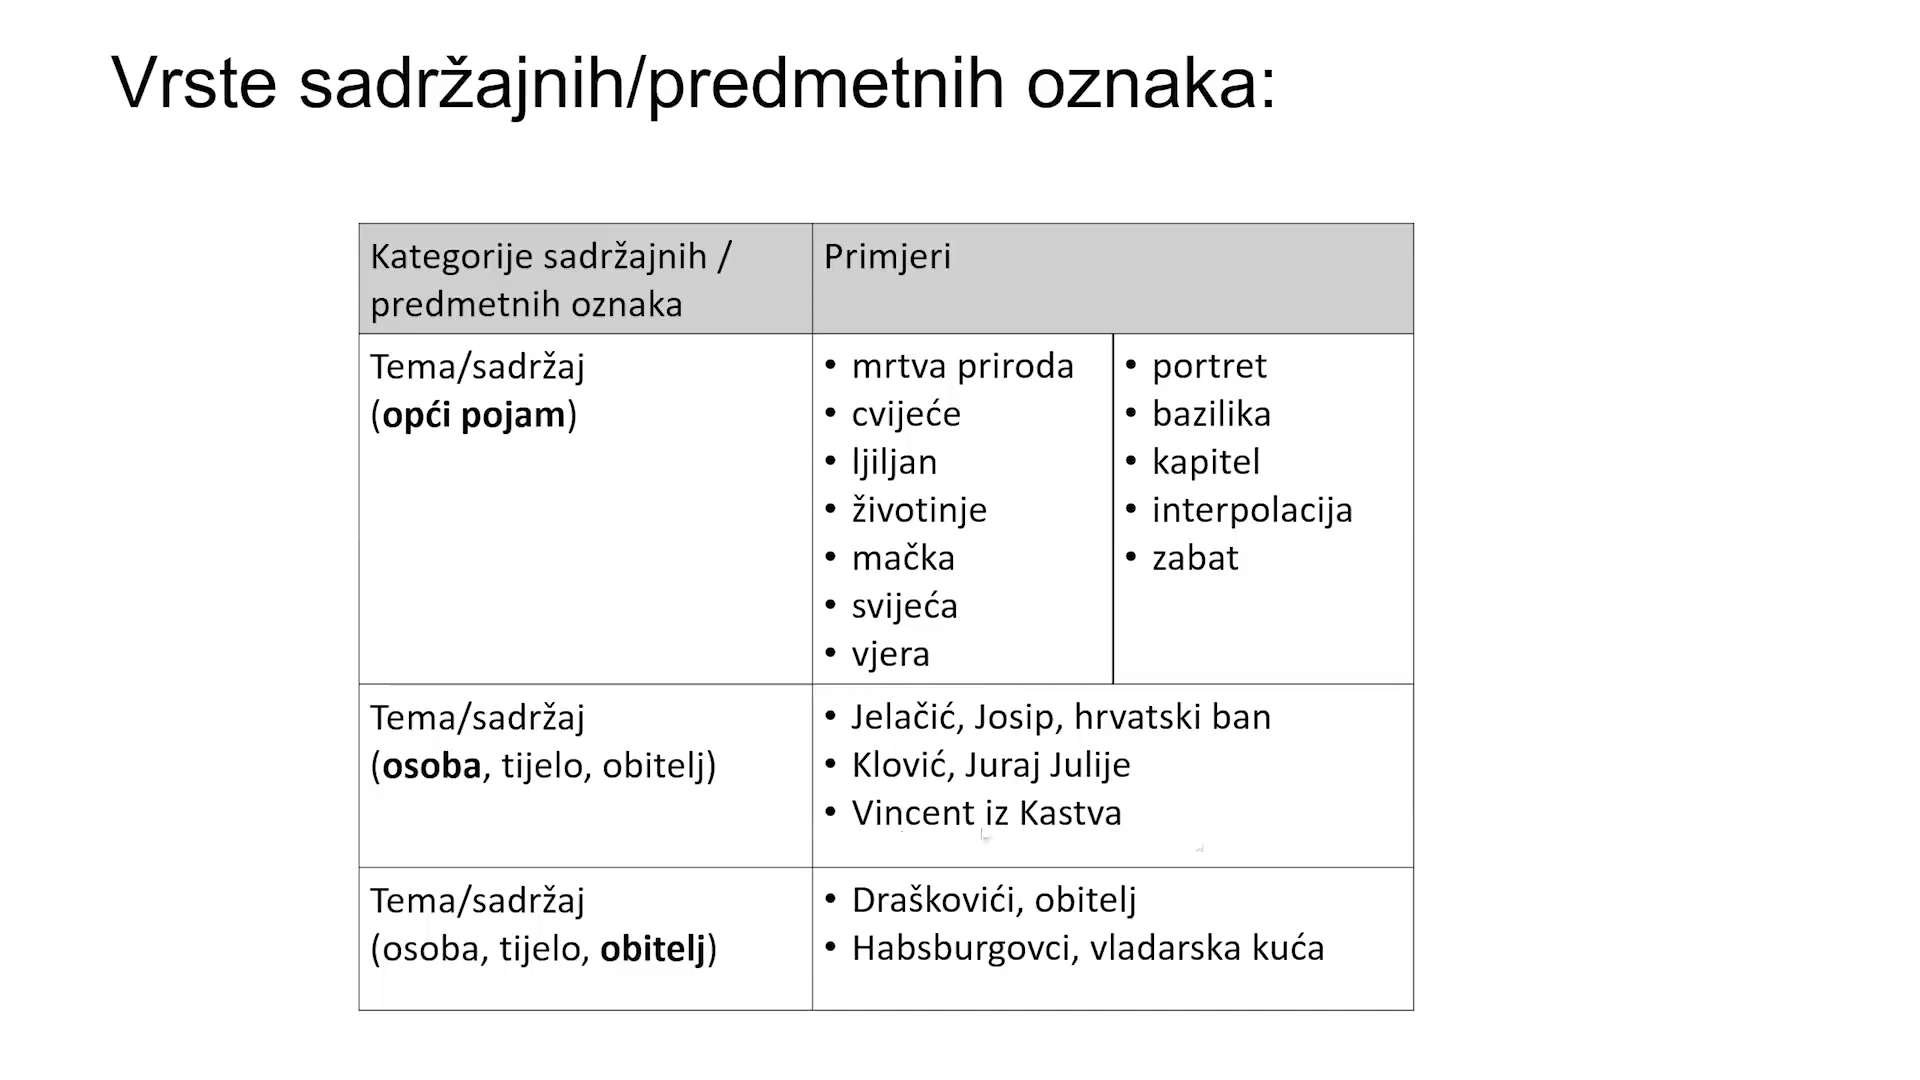 Vrste sadržajnih/predmetnih oznaka:
Kategorije sadržajnih /
predmetnih oznaka
Primjeri
Tema/sadržaj
(opći pojam)
• mrtva priroda
• cvijeće
• ljiljan
• životinje
• mačka
• svijeća
• vjera
• portret
• bazilika
• kapitel
• interpolacija
• zabat
Tema/sadržaj
(osoba, tijelo, obitelj)
• Jelačić, Josip, hrvatski ban
• Klović, Juraj Julije
• Vincent iz Kastva
Tema/sadržaj
(osoba, tijelo, obitelj)
• Draškovići, obitelj
• Habsburgovci, vladarska kuća